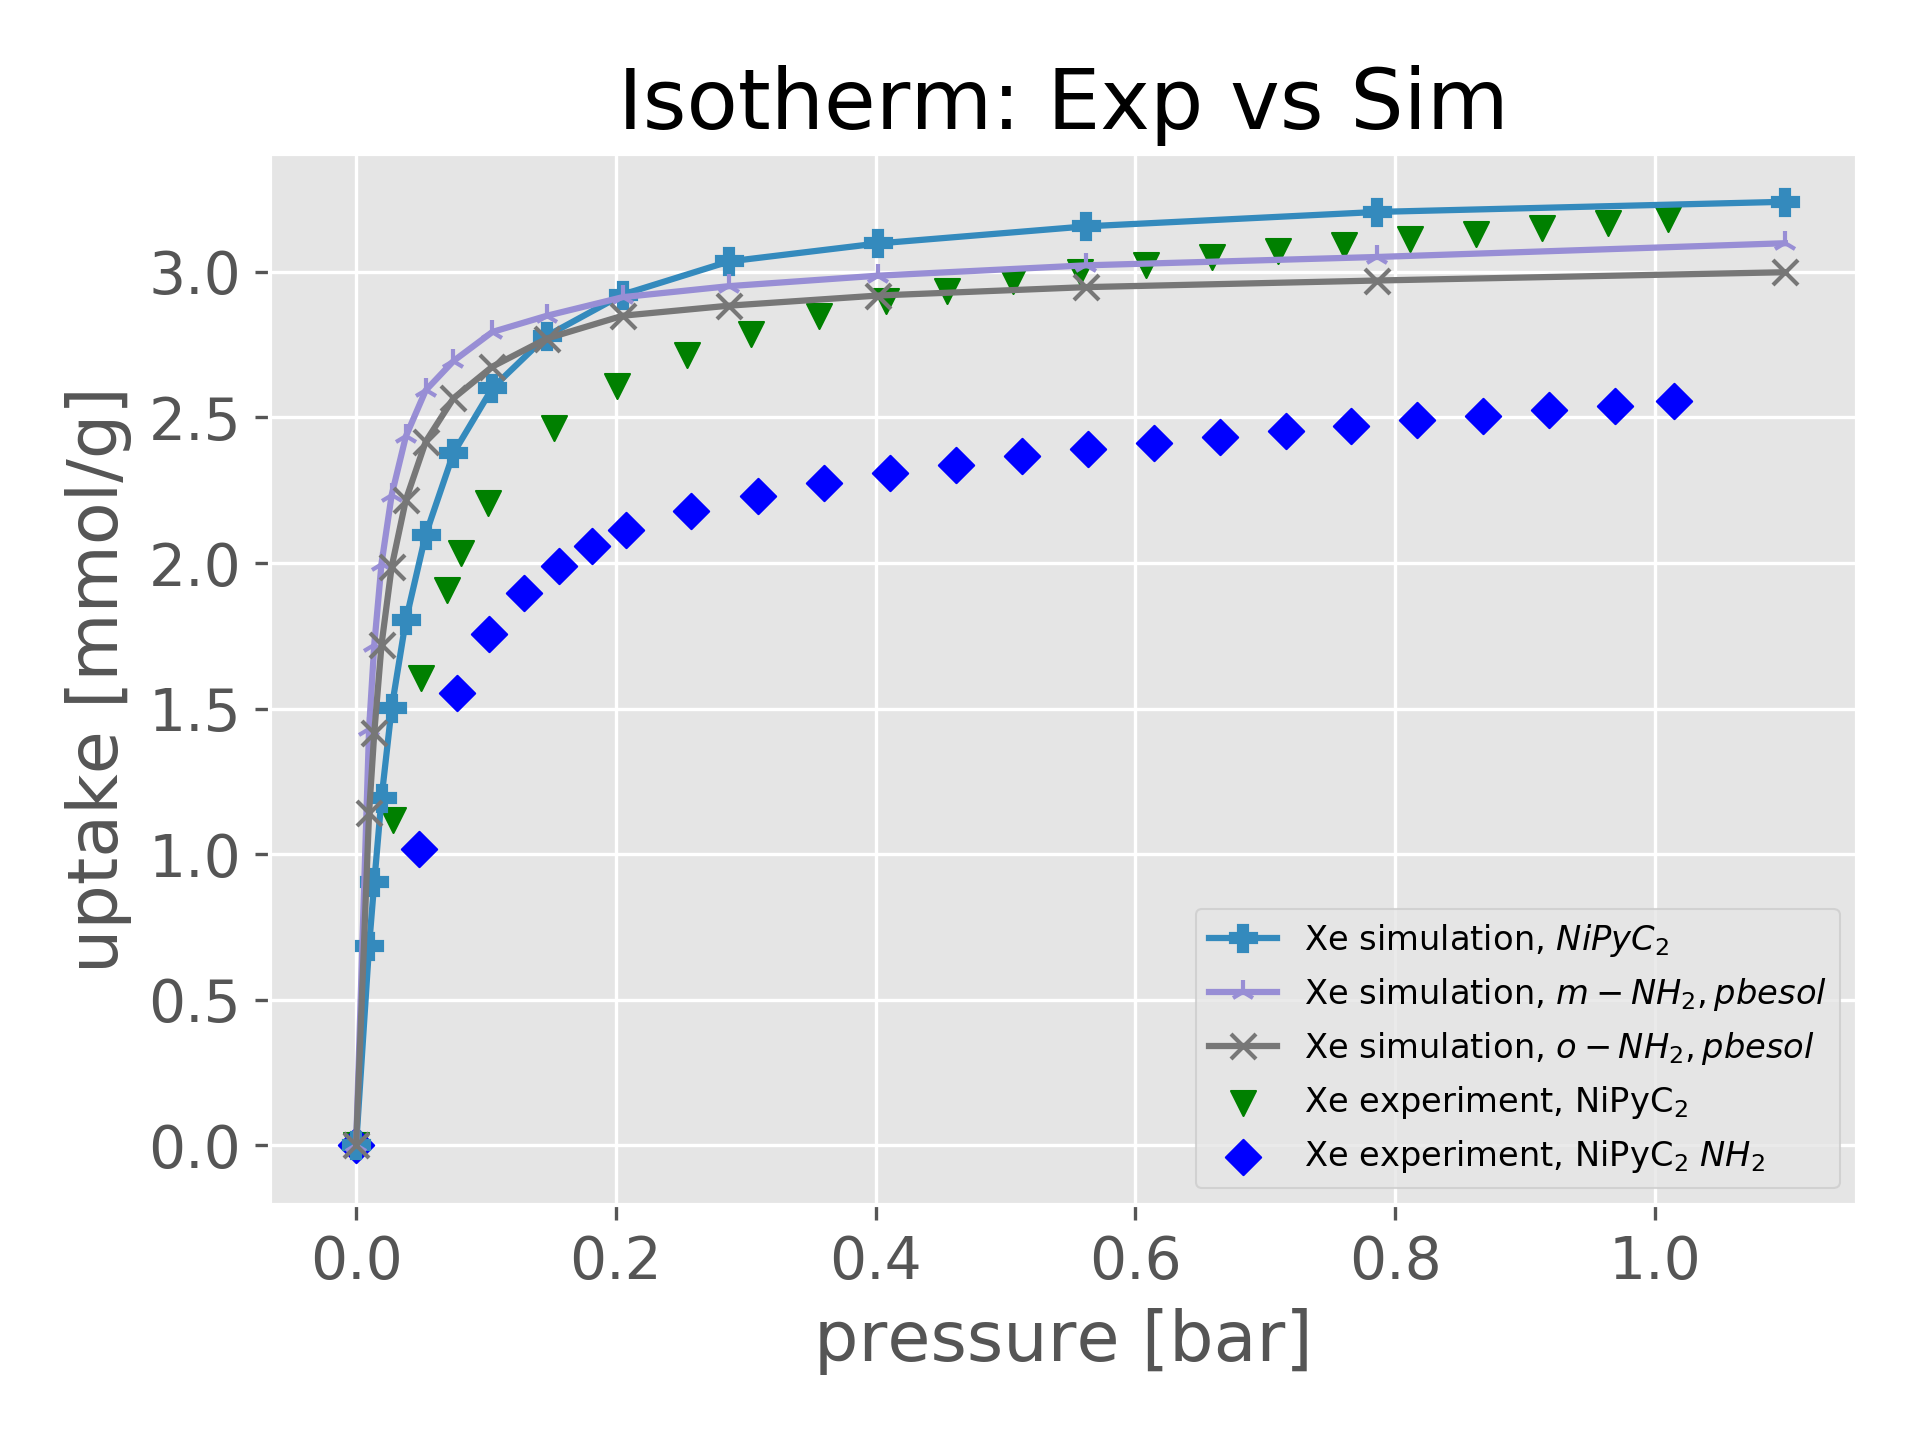 Isotherm: Exp vs Sim
uptake [mmol/g]
3.0
2.5
2.0
1.5
1.0
0.5
0.0
Xe simulation, NiPyC₂
Xe simulation, m − NH₂, pbesol
Xe simulation, o − NH₂, pbesol
Xe experiment, NiPyC₂
Xe experiment, NiPyC₂ NH₂
0.0 0.2 0.4 0.6 0.8 1.0
pressure [bar]